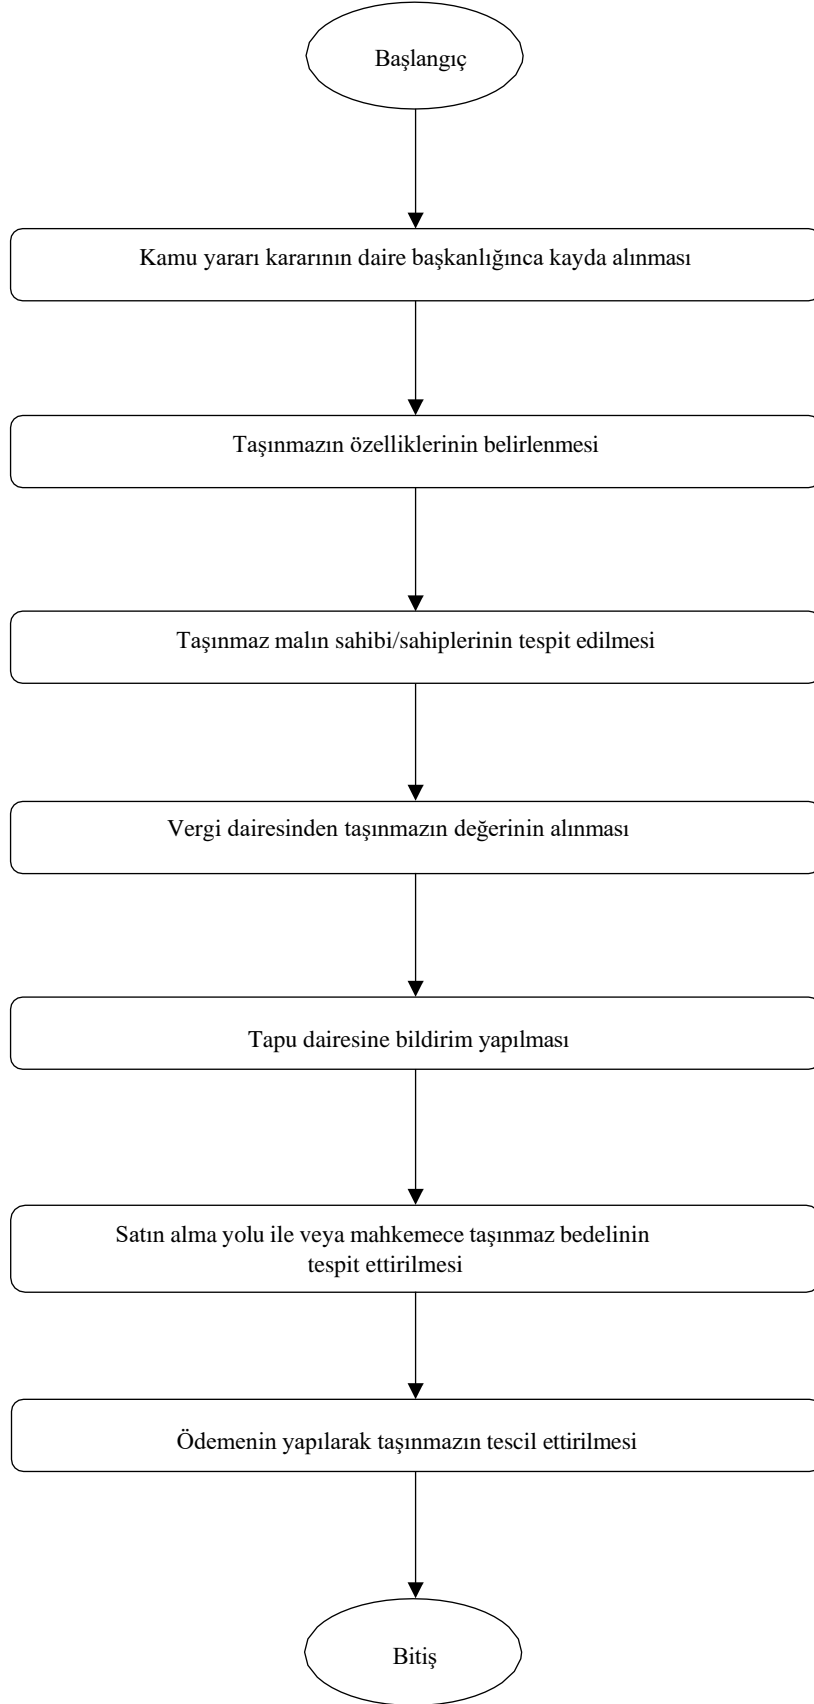 Başlangıç
Kamu yararı kararının daire başkanlığınca kayda alınması
Taşınmazın özelliklerinin belirlenmesi
Taşınmaz malın sahibi/sahiplerinin tespit edilmesi
Vergi dairesinden taşınmazın değerinin alınması
Tapu dairesine bildirim yapılması
Satın alma yolu ile veya mahkemece taşınmaz bedelinin
tespit ettirilmesi
Ödemenin yapılarak taşınmazın tescil ettirilmesi
Bitiş